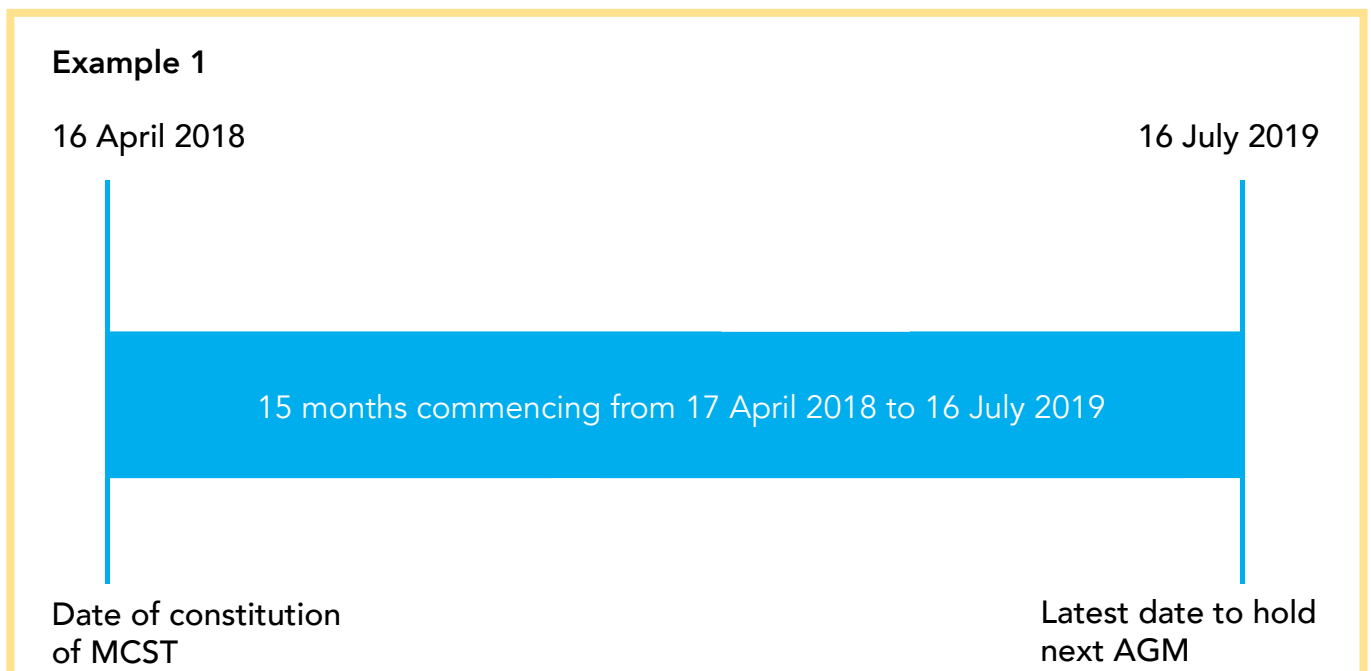 Example 1
16 April 2018
16 July 2019
15 months commencing from 17 April 2018 to 16 July 2019
Date of constitution
of MCST
Latest date to hold
next AGM